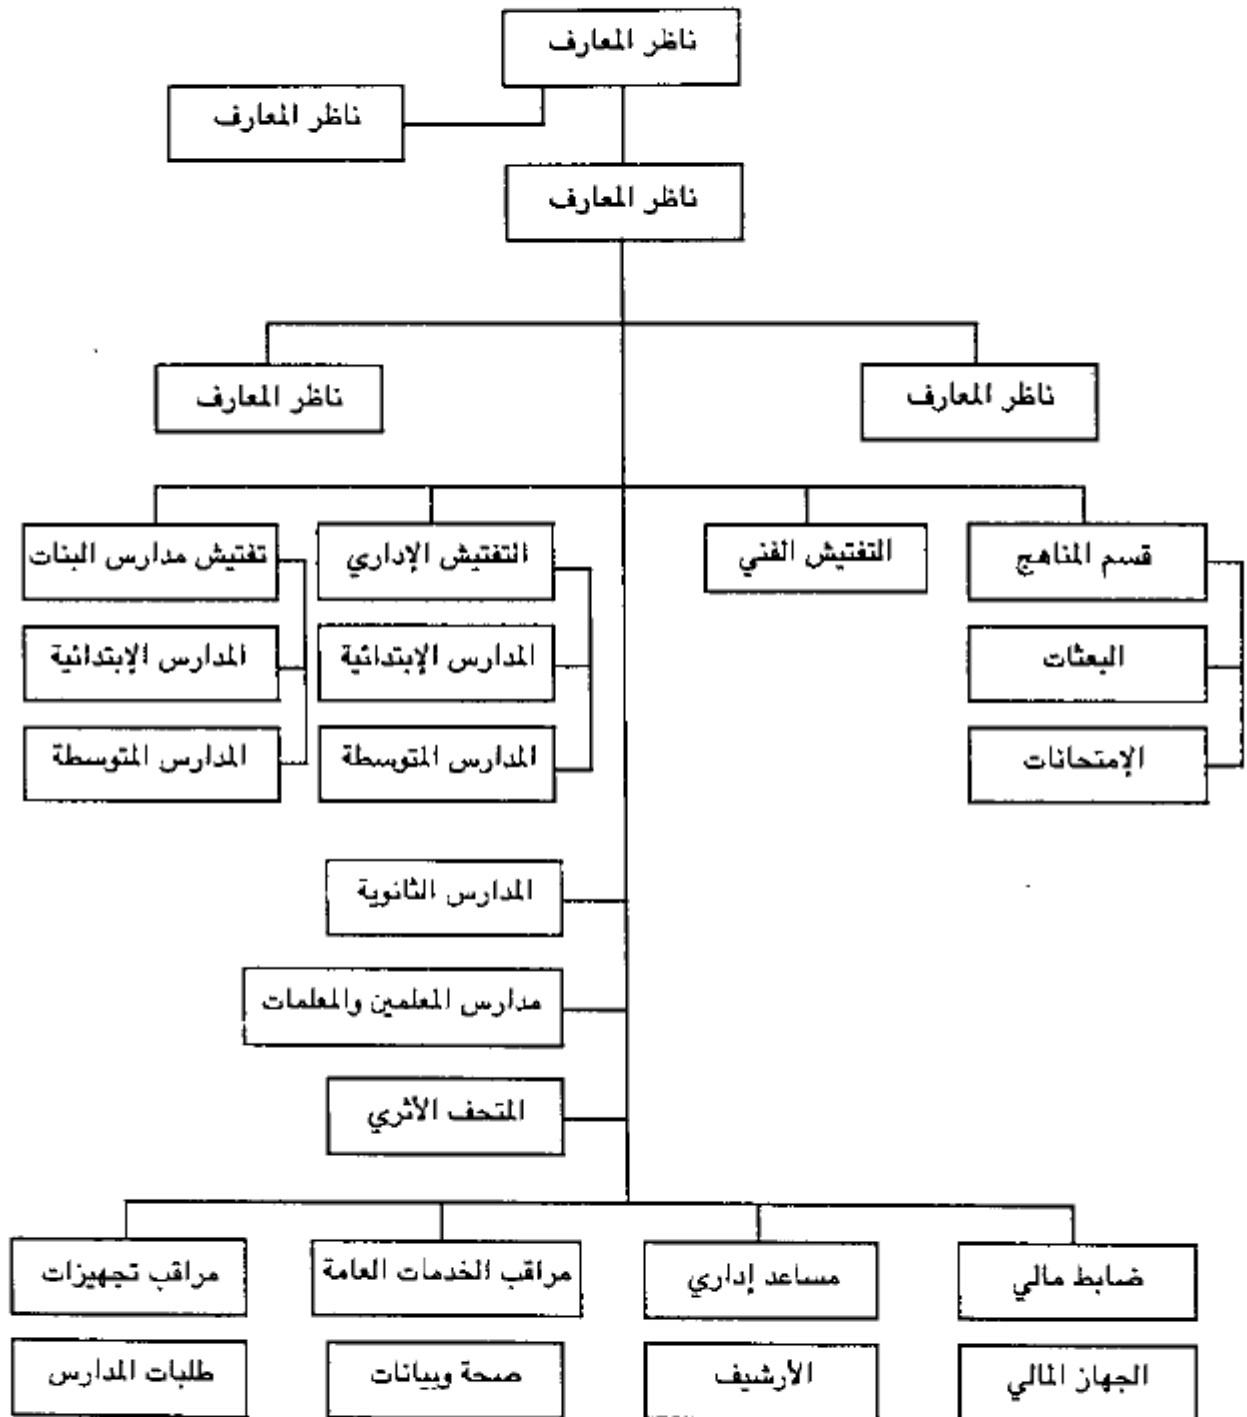 ناظر المعارف
ناظر المعارف
ناظر المعارف
ناظر المعارف
ناظر المعارف
قسم المناهج
التفتيش الفني
التفتيش الإداري
تفتيش مدارس البنات
البعثات
المدارس الإبتدائية
المدارس الإبتدائية
الإمتحانات
المدارس المتوسطة
المدارس المتوسطة
المدارس الثانوية
مدارس المعلمين والمعلمات
المتحف الأثري
ضابط مالي
مساعد إداري
مراقب الخدمات العامة
مراقب تجهيزات
الجهاز المالي
الأرشيف
صحة وبيانات
طلبات المدارس